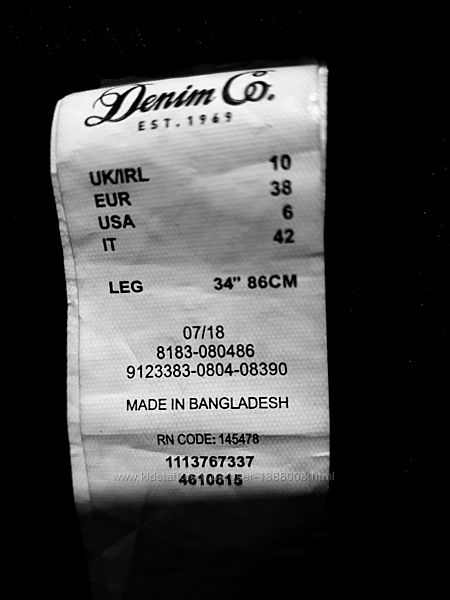 Denim Co.
EST. 1969
UK/IRL 10
EUR 38
USA 6
IT 42
LEG 34" 86CM
07/18
8183-080486
9123383-0804-08390
MADE IN BANGLADESH
RN CODE: 145478
1113767337
4610615